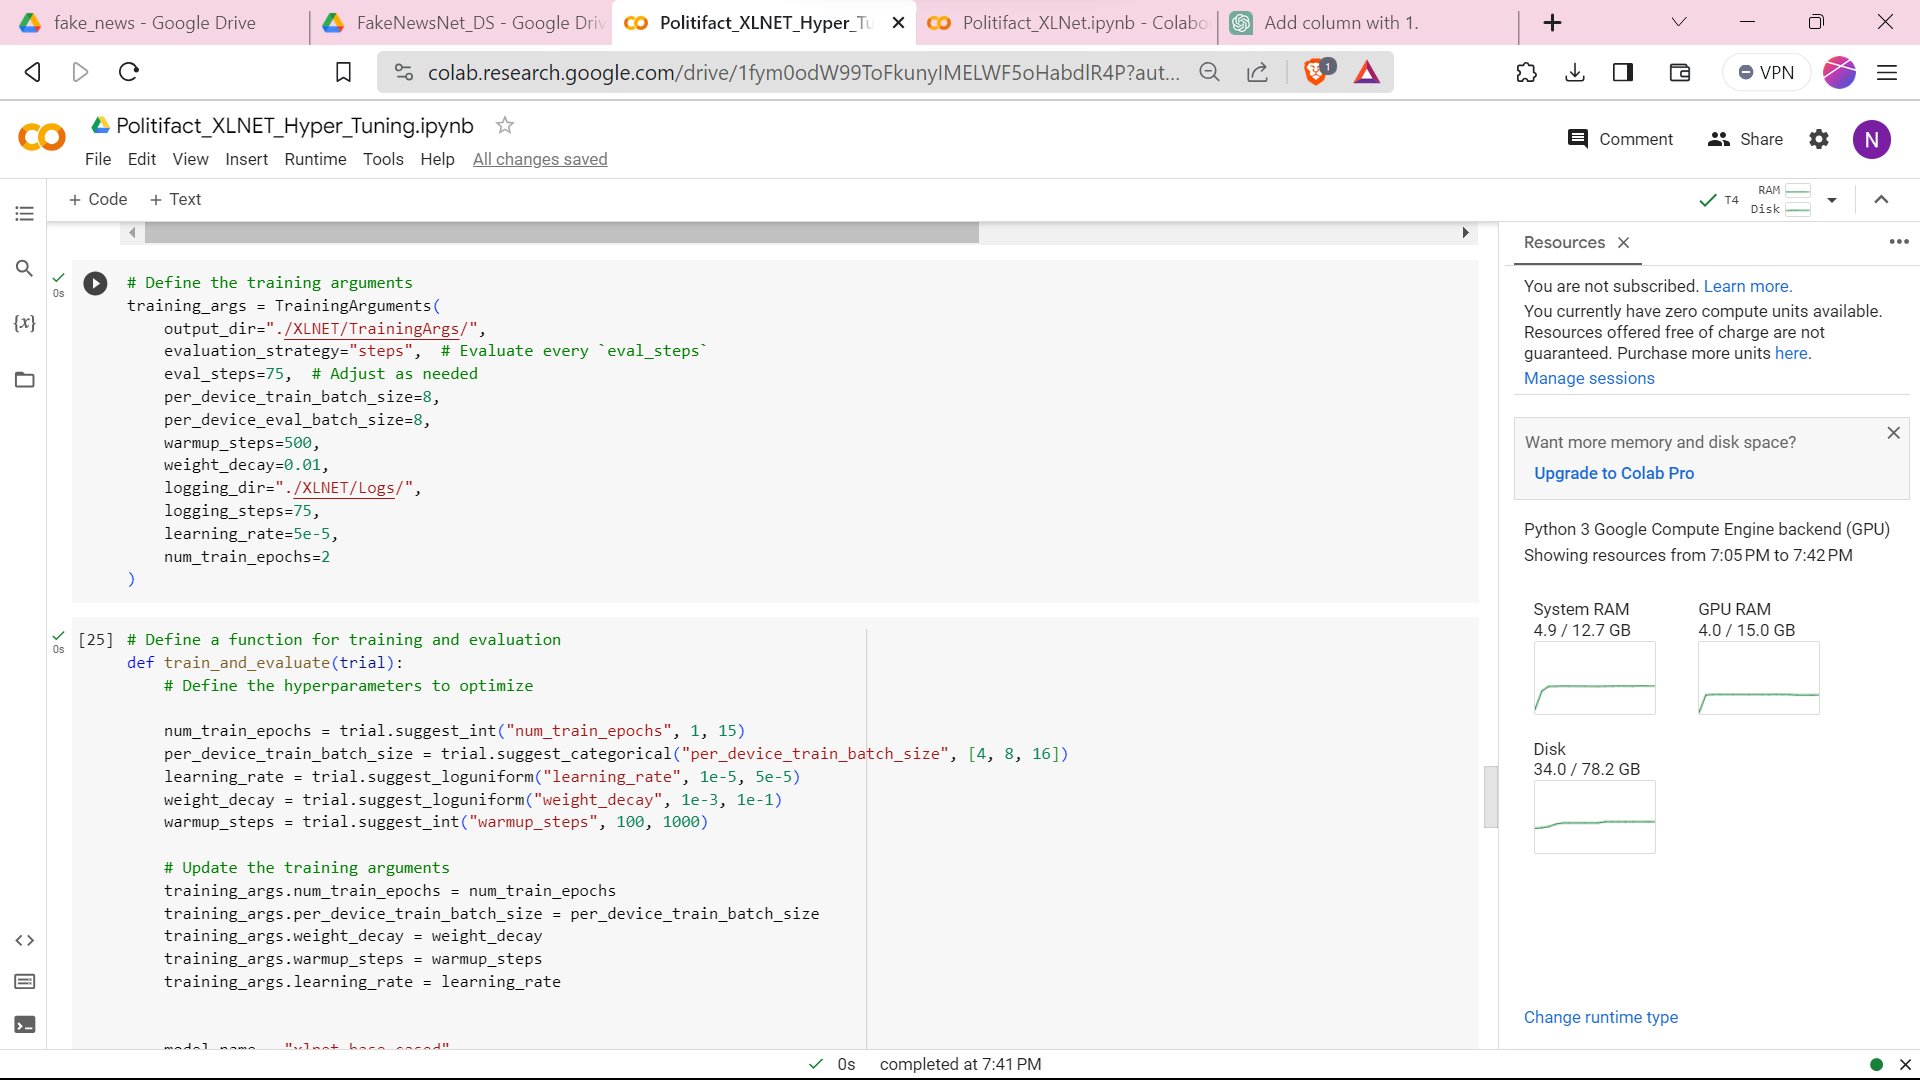 fake_news - Google Drive
FakeNewsNet_DS - Google Driv
Politifact_XLNET_Hyper_Tu
Politifact_XLNet.ipynb - Colabo
Add column with 1.
colab.research.google.com/drive/1fym0odW99ToFkunyIMELWF5oHabdlR4P?aut...
1
VPN
Politifact_XLNET_Hyper_Tuning.ipynb
File Edit View Insert Runtime Tools Help All changes saved
Comment
Share
N
+ Code + Text
T4
RAM
Disk
{x}
0s
# Define the training arguments
training_args = TrainingArguments(
output_dir="./XLNET/TrainingArgs/",
evaluation_strategy="steps",  # Evaluate every `eval_steps`
eval_steps=75,  # Adjust as needed
per_device_train_batch_size=8,
per_device_eval_batch_size=8,
warmup_steps=500,
weight_decay=0.01,
logging_dir="./XLNET/Logs/",
logging_steps=75,
learning_rate=5e-5,
num_train_epochs=2
)
0s
[25] # Define a function for training and evaluation
def train_and_evaluate(trial):
# Define the hyperparameters to optimize
num_train_epochs = trial.suggest_int("num_train_epochs", 1, 15)
per_device_train_batch_size = trial.suggest_categorical("per_device_train_batch_size", [4, 8, 16])
learning_rate = trial.suggest_loguniform("learning_rate", 1e-5, 5e-5)
weight_decay = trial.suggest_loguniform("weight_decay", 1e-3, 1e-1)
warmup_steps = trial.suggest_int("warmup_steps", 100, 1000)
# Update the training arguments
training_args.num_train_epochs = num_train_epochs
training_args.per_device_train_batch_size = per_device_train_batch_size
training_args.weight_decay = weight_decay
training_args.warmup_steps = warmup_steps
training_args.learning_rate = learning_rate
model_name = "xlnet-base-cased"
Resources
You are not subscribed. Learn more.
You currently have zero compute units available.
Resources offered free of charge are not
guaranteed. Purchase more units here.
Manage sessions
Want more memory and disk space?
Upgrade to Colab Pro
Python 3 Google Compute Engine backend (GPU)
Showing resources from 7:05 PM to 7:42 PM
System RAM
4.9 / 12.7 GB
GPU RAM
4.0 / 15.0 GB
Disk
34.0 / 78.2 GB
Change runtime type
0s completed at 7:41 PM